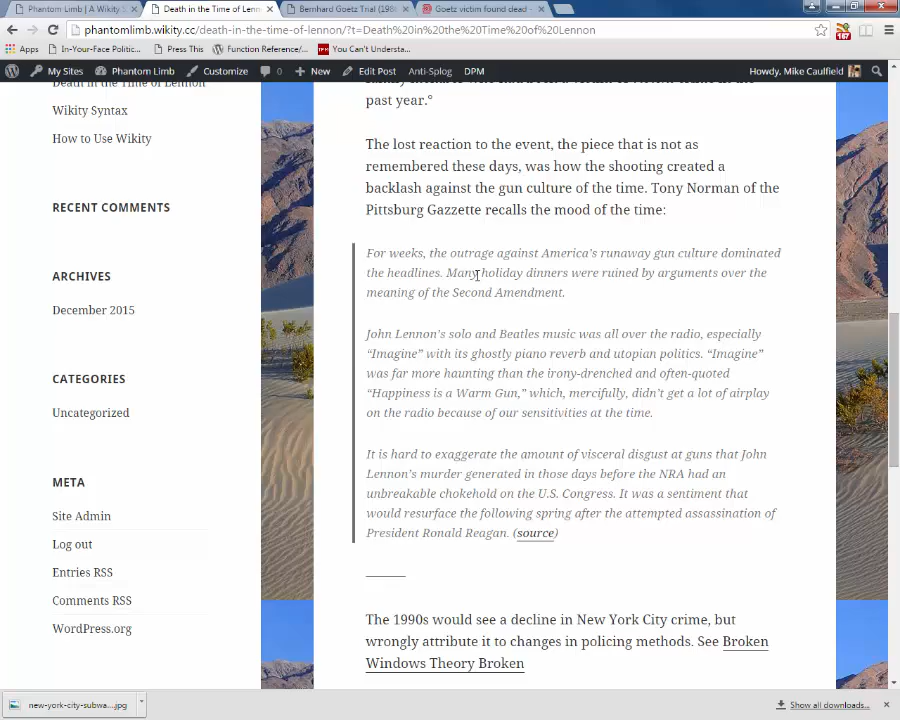 Phantom Limb | A Wikity S
Death in the Time of Lenn
Bernhard Goetz Trial (198
Goetz victim found dead -
phantomlimb.wikity.cc/death-in-the-time-of-lennon/?t=Death%20in%20the%20Time%20of%20Lennon
Apps
In-Your-Face Politic...
Press This
Function Reference/...
You Can't Understa...
187
My Sites
Phantom Limb
Customize
0
New
Edit Post
Anti-Splog
DPM
Howdy, Mike Caulfield
Death in the Time of Lennon
Wikity Syntax
How to Use Wikity
RECENT COMMENTS
ARCHIVES
December 2015
CATEGORIES
Uncategorized
META
Site Admin
Log out
Entries RSS
Comments RSS
WordPress.org
past year.°
The lost reaction to the event, the piece that is not as
remembered these days, was how the shooting created a
backlash against the gun culture of the time. Tony Norman of the
Pittsburg Gazzette recalls the mood of the time:
For weeks, the outrage against America's runaway gun culture dominated
the headlines. Many holiday dinners were ruined by arguments over the
meaning of the Second Amendment.
John Lennon's solo and Beatles music was all over the radio, especially
“Imagine” with its ghostly piano reverb and utopian politics. “Imagine”
was far more haunting than the irony-drenched and often-quoted
“Happiness is a Warm Gun,” which, mercifully, didn't get a lot of airplay
on the radio because of our sensitivities at the time.
It is hard to exaggerate the amount of visceral disgust at guns that John
Lennon's murder generated in those days before the NRA had an
unbreakable chokehold on the U.S. Congress. It was a sentiment that
would resurface the following spring after the attempted assassination of
President Ronald Reagan. (source)
The 1990s would see a decline in New York City crime, but
wrongly attribute it to changes in policing methods. See Broken
Windows Theory Broken
new-york-city-subwa....jpg
Show all downloads...